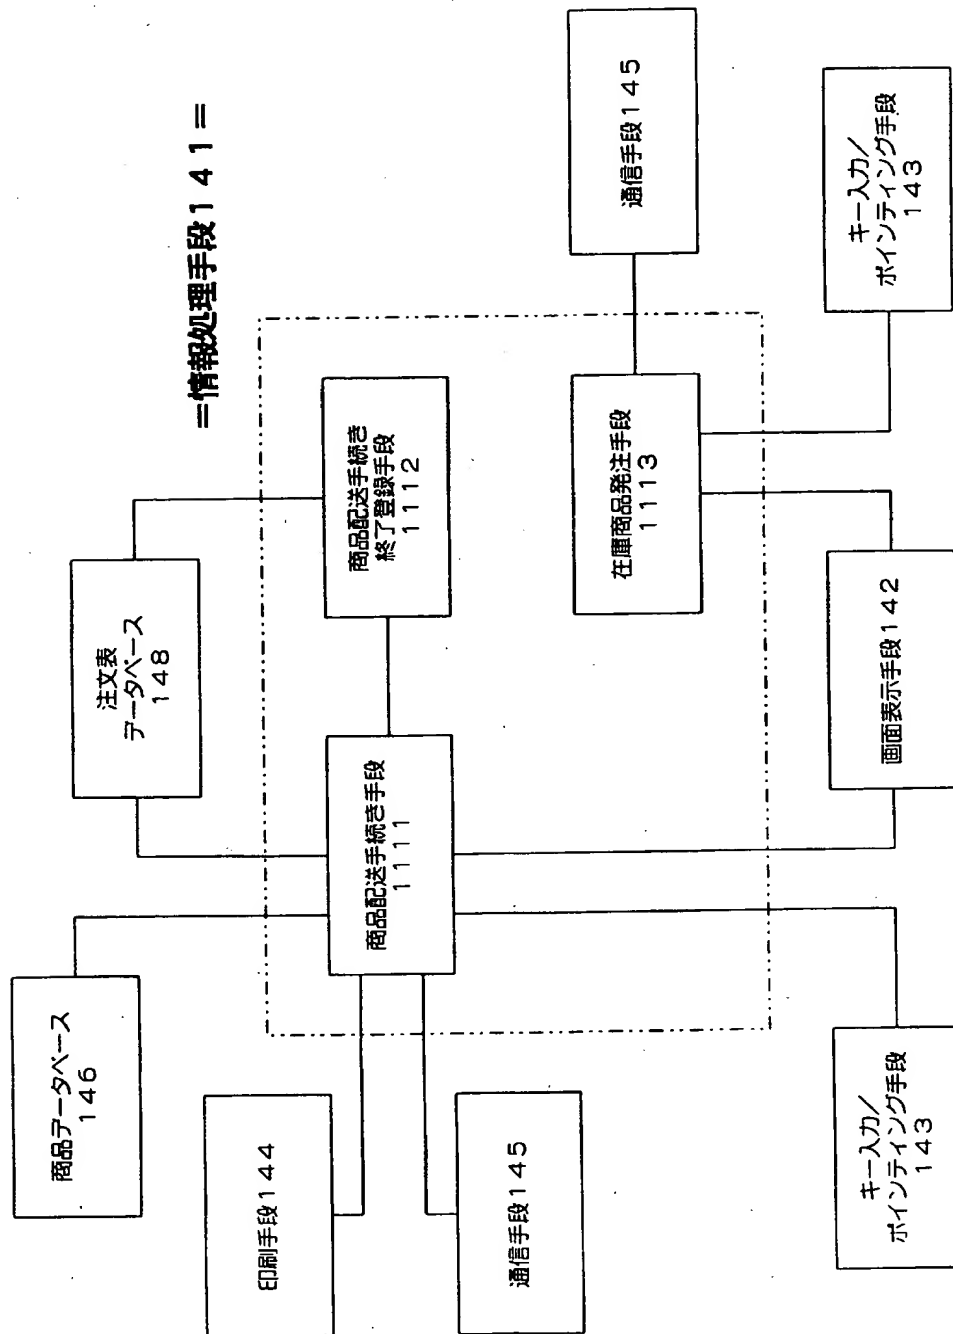 ＝情報処理手段１４１＝
商品データベース
１４６
注文表
データベース
１４８
印刷手段１４４
通信手段１４５
商品配送手続き手段
１１１１
商品配送手続き
終了登録手段
１１１２
在庫商品発注手段
１１１３
通信手段１４５
キー入力／
ポインティング手段
１４３
画面表示手段１４２
キー入力／
ポインティング手段
１４３